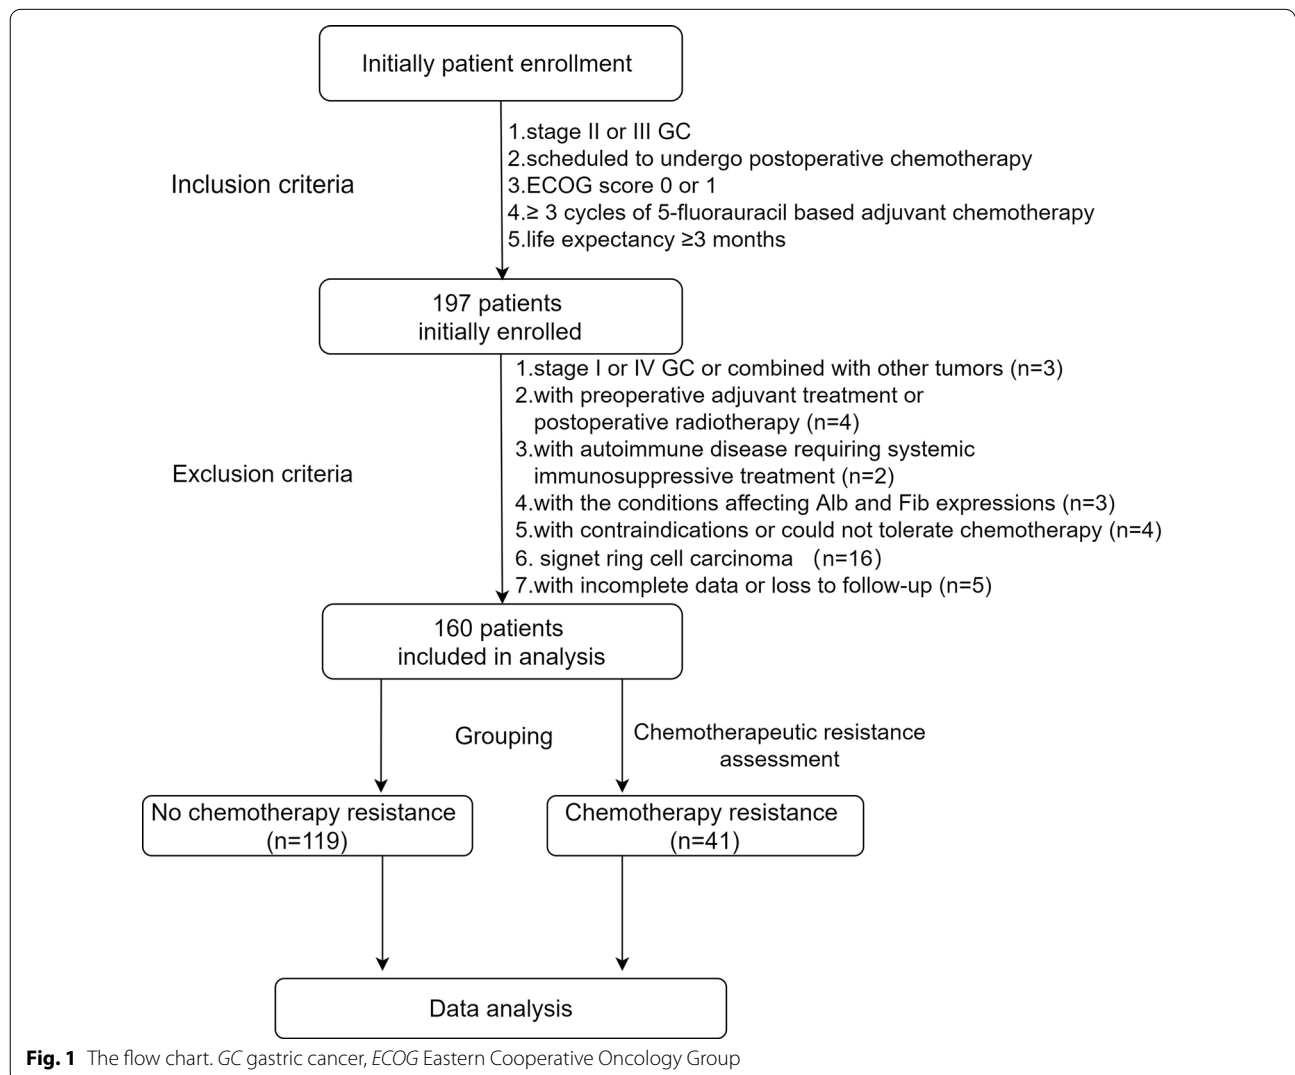 Initially patient enrollment
Inclusion criteria
1.stage II or III GC
2.scheduled to undergo postoperative chemotherapy
3.ECOG score 0 or 1
4.≥ 3 cycles of 5-fluorauracil based adjuvant chemotherapy
5.life expectancy ≥3 months
197 patients
initially enrolled
Exclusion criteria
1.stage I or IV GC or combined with other tumors (n=3)
2.with preoperative adjuvant treatment or
postoperative radiotherapy (n=4)
3.with autoimmune disease requiring systemic
immunosuppressive treatment (n=2)
4.with the conditions affecting Alb and Fib expressions (n=3)
5.with contraindications or could not tolerate chemotherapy (n=4)
6. signet ring cell carcinoma (n=16)
7.with incomplete data or loss to follow-up (n=5)
160 patients
included in analysis
Grouping
Chemotherapeutic resistance
assessment
No chemotherapy resistance
(n=119)
Chemotherapy resistance
(n=41)
Data analysis
Fig. 1 The flow chart. GC gastric cancer, ECOG Eastern Cooperative Oncology Group